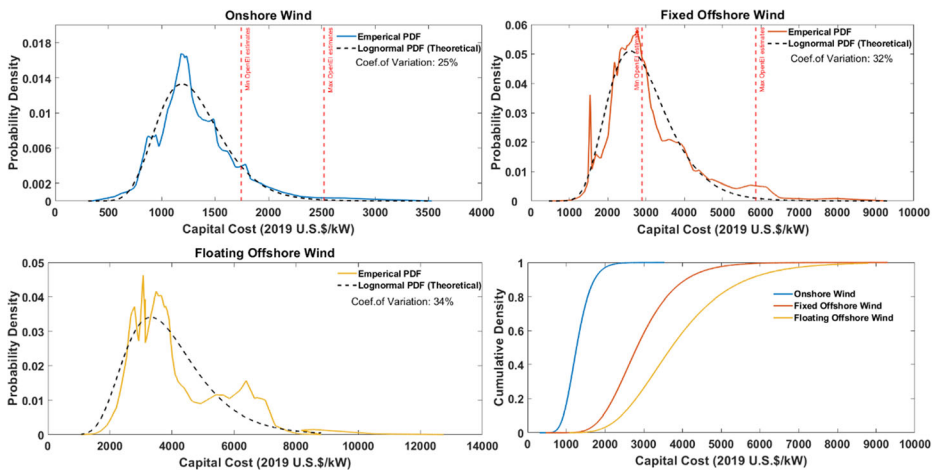 Onshore Wind
0.018
0.014
0.01
0.006
0.002
0
Probability Density
Emperical PDF
Lognormal PDF (Theoretical)
Coef.of Variation: 25%
Min OpenEI estimates
Max OpenEI estimates
0 500 1000 1500 2000 2500 3000 3500 4000
Capital Cost (2019 U.S.$/kW)
Fixed Offshore Wind
0.06
0.05
0.04
0.03
0.02
0.01
0
Probability Density
Emperical PDF
Lognormal PDF (Theoretical)
Coef.of Variation: 32%
Min OpenEI estimates
Max OpenEI estimates
0 1000 2000 3000 4000 5000 6000 7000 8000 9000 10000
Capital Cost (2019 U.S.$/kW)
Floating Offshore Wind
0.05
0.04
0.03
0.02
0.01
0
Probability Density
Emperical PDF
Lognormal PDF (Theoretical)
Coef.of Variation: 34%
0 2000 4000 6000 8000 10000 12000 14000
Capital Cost (2019 U.S.$/kW)
1
0.8
0.6
0.4
0.2
0
Cumulative Density
Onshore Wind
Fixed Offshore Wind
Floating Offshore Wind
0 1000 2000 3000 4000 5000 6000 7000 8000 9000 10000
Capital Cost (2019 U.S.$/kW)